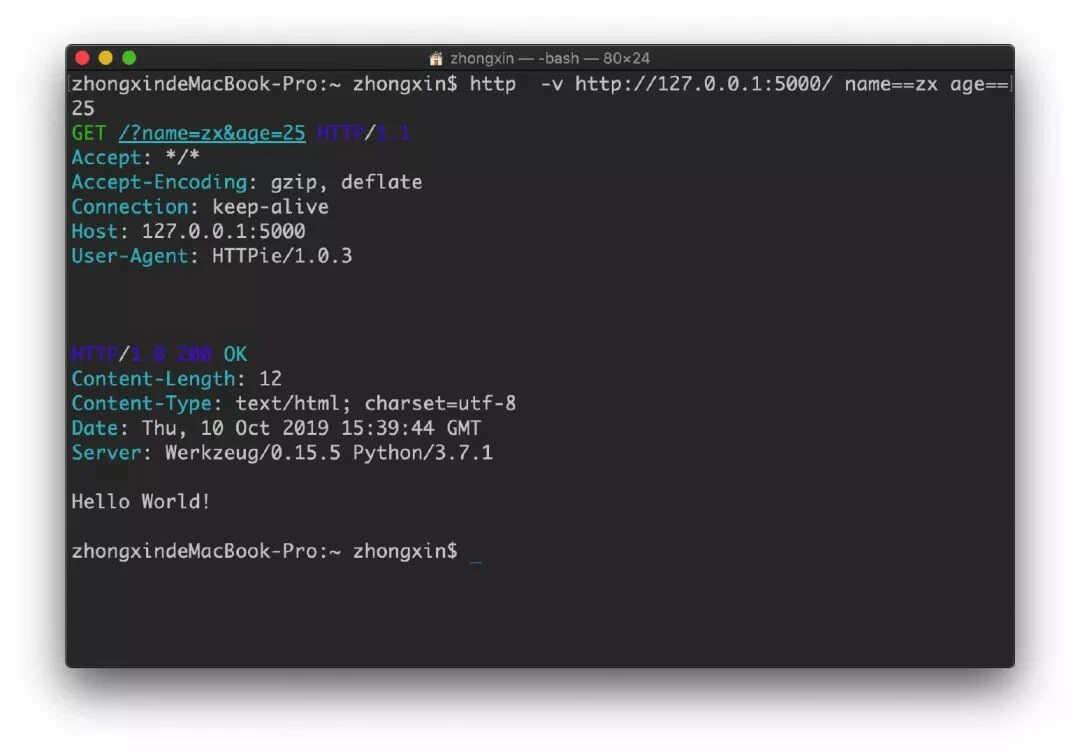 zhongxin — -bash — 80×24
zhongxindeMacBook-Pro:~ zhongxin$ http  -v http://127.0.0.1:5000/ name==zx age==
25
GET /?name=zx&age=25 HTTP/1.1
Accept: */*
Accept-Encoding: gzip, deflate
Connection: keep-alive
Host: 127.0.0.1:5000
User-Agent: HTTPie/1.0.3
HTTP/1.0 200 OK
Content-Length: 12
Content-Type: text/html; charset=utf-8
Date: Thu, 10 Oct 2019 15:39:44 GMT
Server: Werkzeug/0.15.5 Python/3.7.1
Hello World!
zhongxindeMacBook-Pro:~ zhongxin$ _